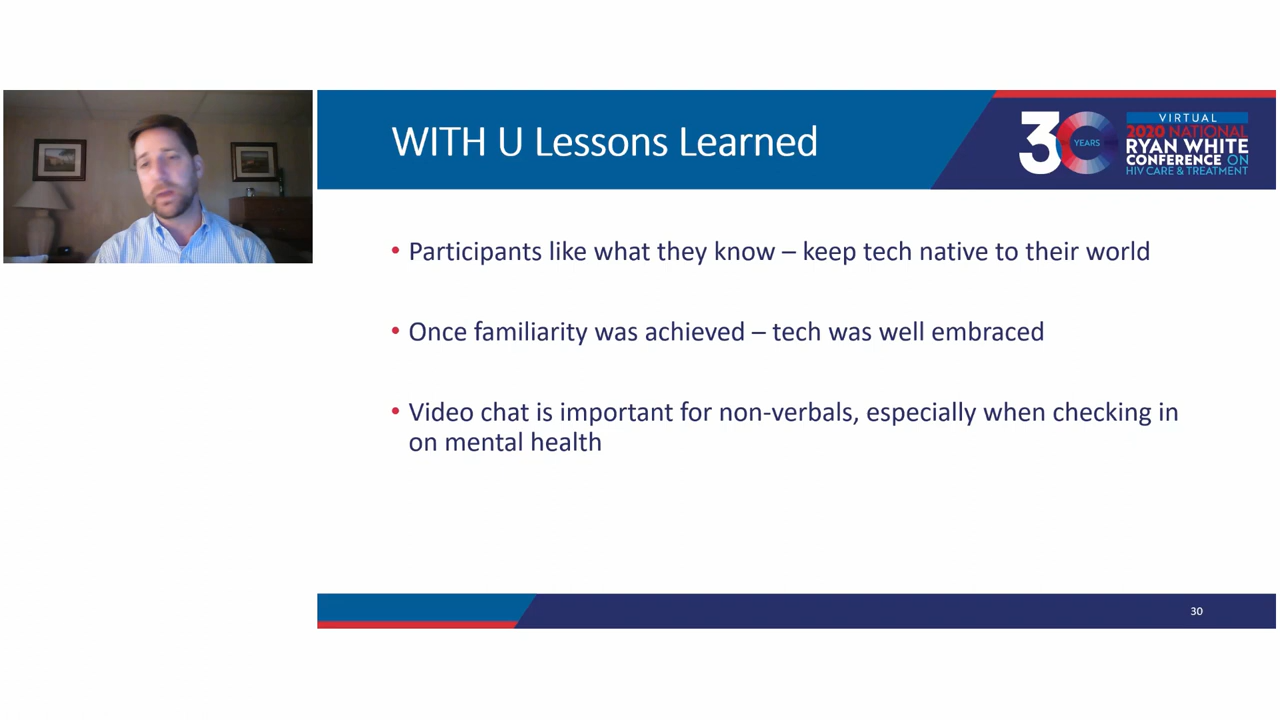 WITH U Lessons Learned
30
YEARS
VIRTUAL
2020 NATIONAL
RYAN WHITE
CONFERENCE ON
HIV CARE & TREATMENT
• Participants like what they know – keep tech native to their world
• Once familiarity was achieved – tech was well embraced
• Video chat is important for non-verbals, especially when checking in
on mental health
30